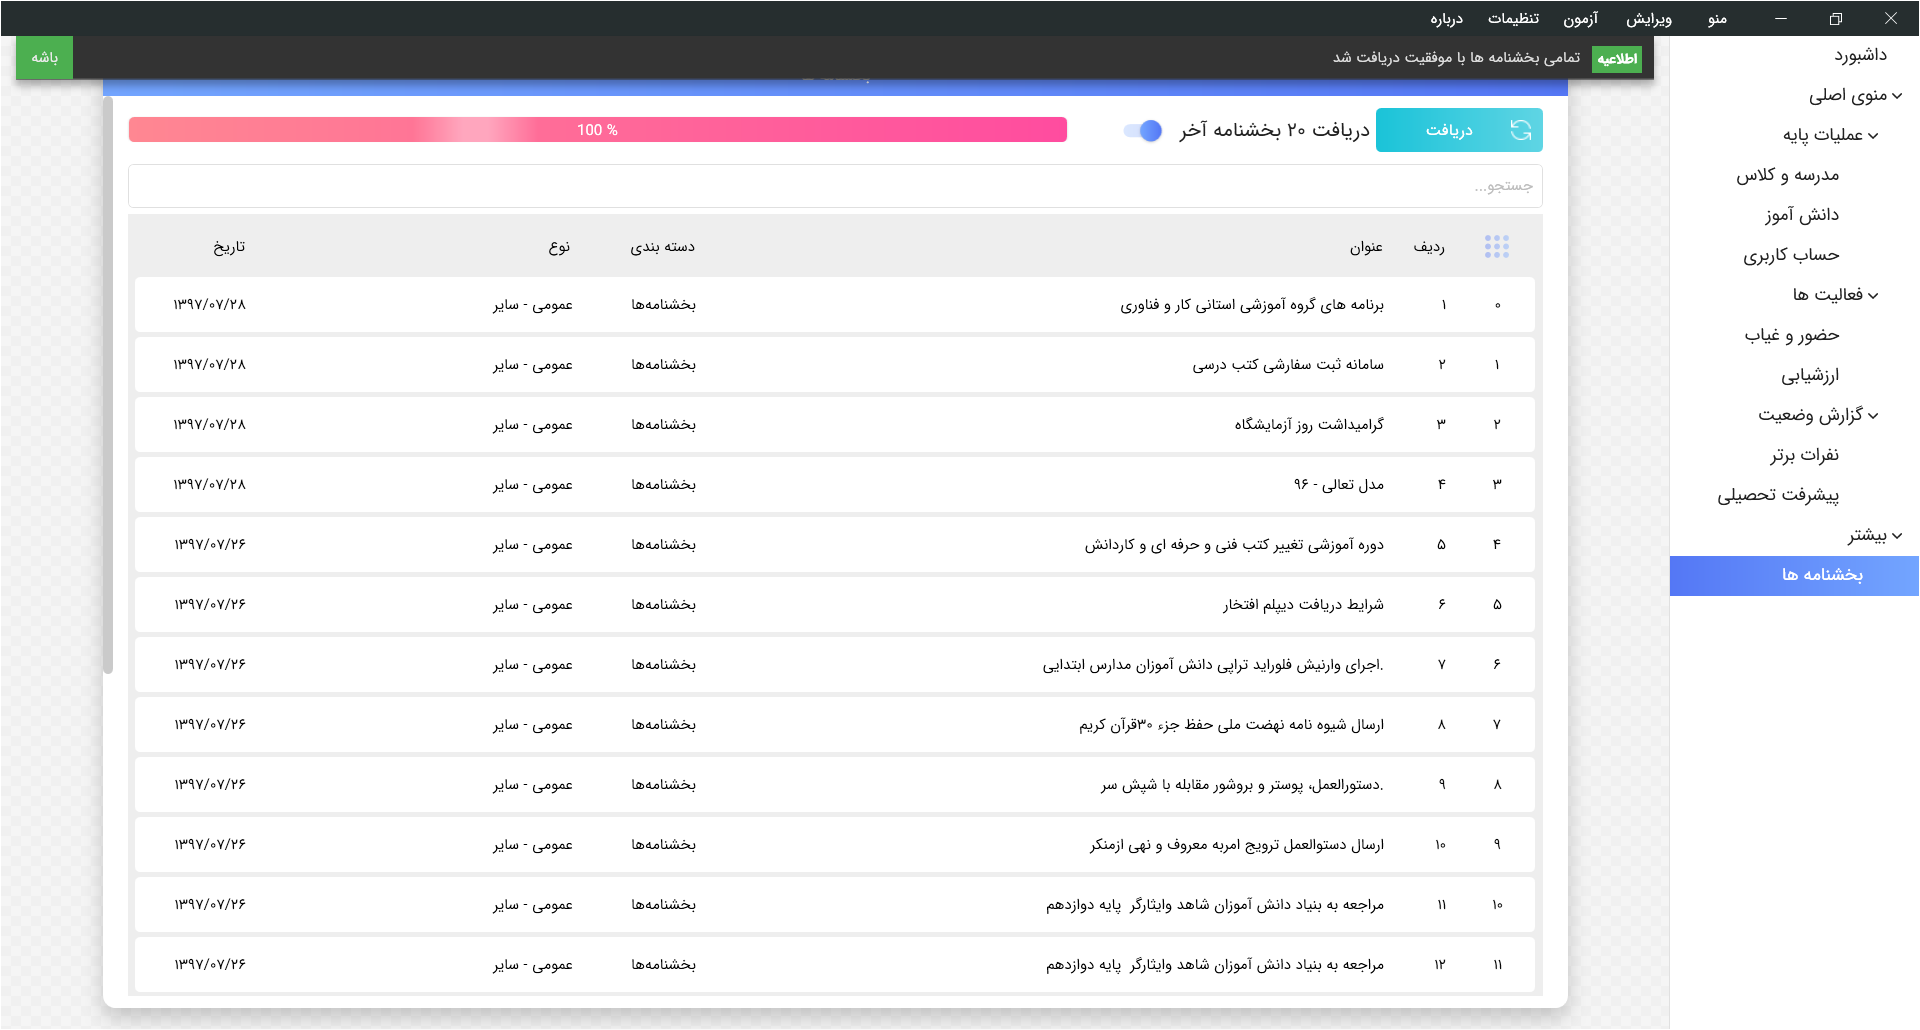 منو ویرایش آزمون تنظیمات درباره
اطلاعیه تمامی بخشنامه ها با موفقیت دریافت شد باشه
داشبورد
منوی اصلی
عملیات پایه
مدرسه و کلاس
دانش آموز
حساب کاربری
فعالیت ها
حضور و غیاب
ارزشیابی
گزارش وضعیت
نفرات برتر
پیشرفت تحصیلی
بیشتر
بخشنامه ها
دریافت دریافت ۲۰ بخشنامه آخر 100 %
جستجو...
ردیف عنوان دسته بندی نوع تاریخ
۰ ۱ برنامه های گروه آموزشی استانی کار و فناوری بخشنامه‌ها عمومی - سایر ۱۳۹۷/۰۷/۲۸
۱ ۲ سامانه ثبت سفارشی کتب درسی بخشنامه‌ها عمومی - سایر ۱۳۹۷/۰۷/۲۸
۲ ۳ گرامیداشت روز آزمایشگاه بخشنامه‌ها عمومی - سایر ۱۳۹۷/۰۷/۲۸
۳ ۴ مدل تعالی - ۹۶ بخشنامه‌ها عمومی - سایر ۱۳۹۷/۰۷/۲۸
۴ ۵ دوره آموزشی تغییر کتب فنی و حرفه ای و کاردانش بخشنامه‌ها عمومی - سایر ۱۳۹۷/۰۷/۲۶
۵ ۶ شرایط دریافت دیپلم افتخار بخشنامه‌ها عمومی - سایر ۱۳۹۷/۰۷/۲۶
۶ ۷ .اجرای وارنیش فلوراید تراپی دانش آموزان مدارس ابتدایی بخشنامه‌ها عمومی - سایر ۱۳۹۷/۰۷/۲۶
۷ ۸ ارسال شیوه نامه نهضت ملی حفظ جزء ۳۰قرآن کریم بخشنامه‌ها عمومی - سایر ۱۳۹۷/۰۷/۲۶
۸ ۹ .دستورالعمل، پوستر و بروشور مقابله با شپش سر بخشنامه‌ها عمومی - سایر ۱۳۹۷/۰۷/۲۶
۹ ۱۰ ارسال دستوالعمل ترویج امربه معروف و نهی ازمنکر بخشنامه‌ها عمومی - سایر ۱۳۹۷/۰۷/۲۶
۱۰ ۱۱ مراجعه به بنیاد دانش آموزان شاهد وایثارگر پایه دوازدهم بخشنامه‌ها عمومی - سایر ۱۳۹۷/۰۷/۲۶
۱۱ ۱۲ مراجعه به بنیاد دانش آموزان شاهد وایثارگر پایه دوازدهم بخشنامه‌ها عمومی - سایر ۱۳۹۷/۰۷/۲۶